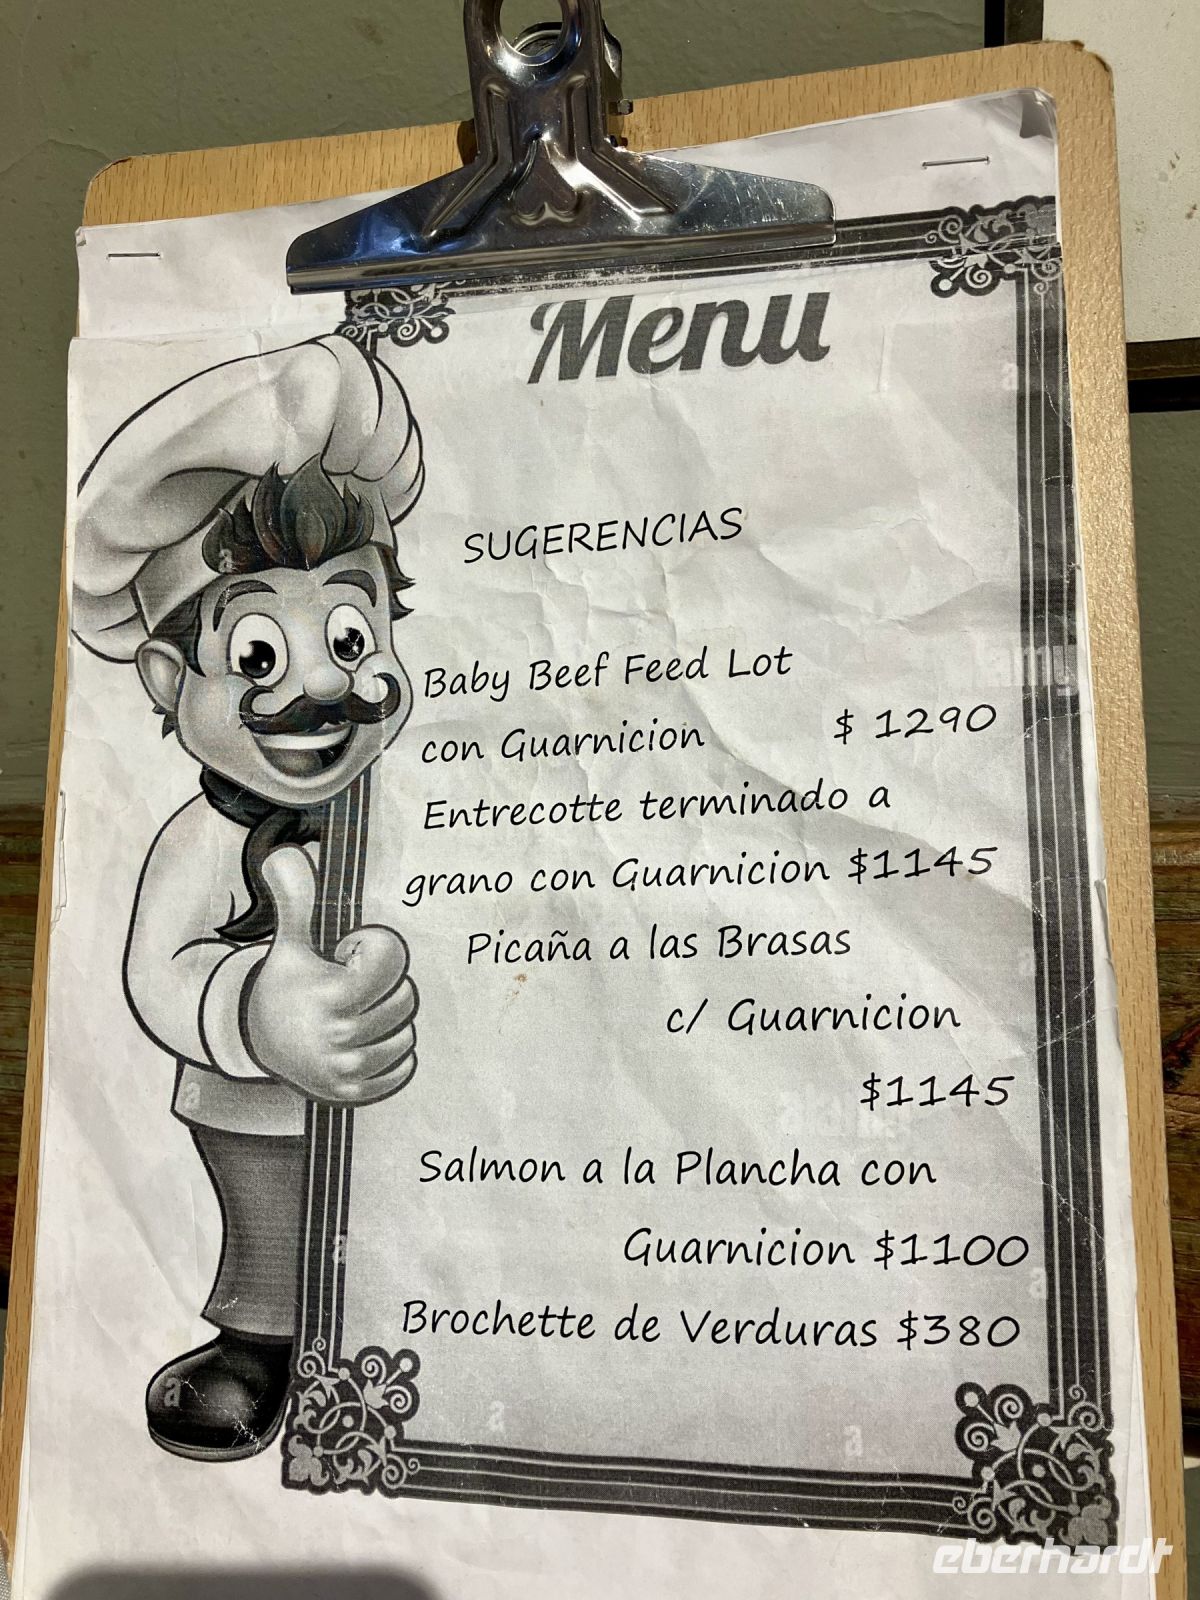 Menu
SUGERENCIAS
Baby Beef Feed Lot
con Guarnicion $ 1290
Entrecotte terminado a
grano con Guarnicion $1145
Picaña a las Brasas
c/ Guarnicion
$1145
Salmon a la Plancha con
Guarnicion $1100
Brochette de Verduras $380
eberhardt